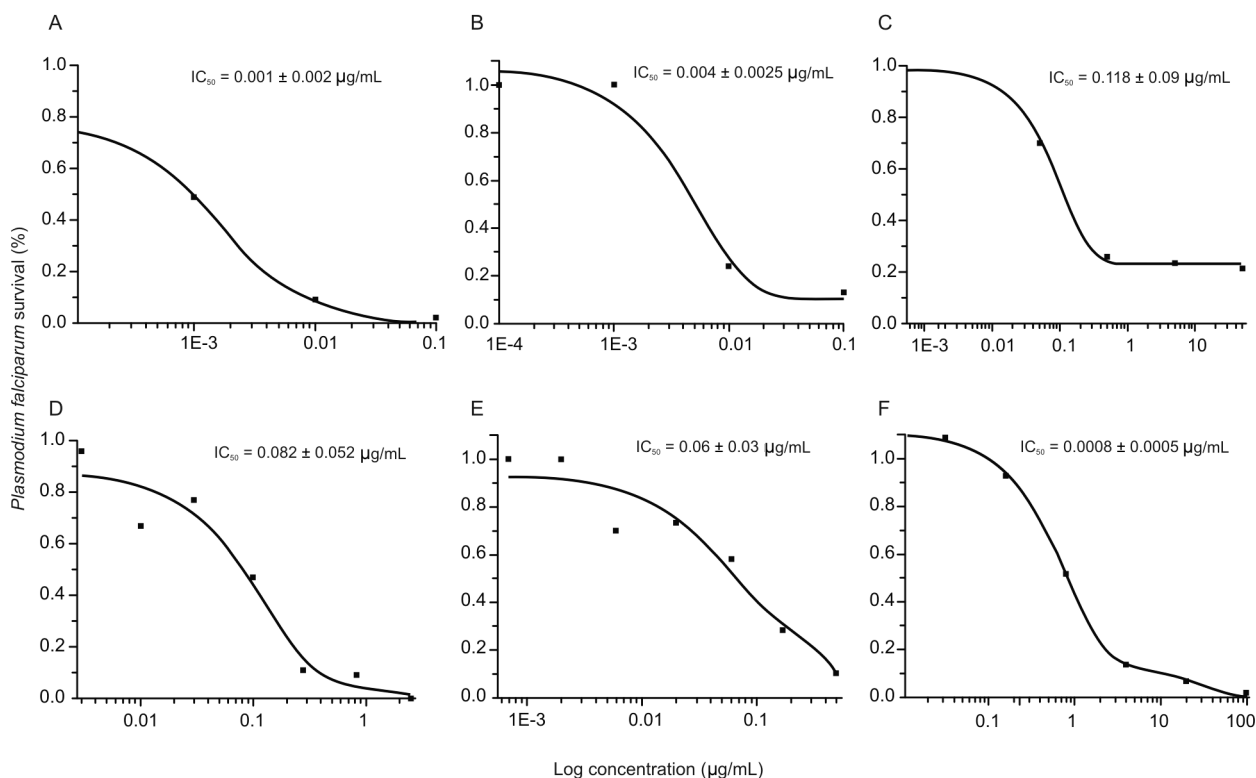 A
B
C
IC50 = 0.001 ± 0.002 µg/mL
IC50 = 0.004 ± 0.0025 µg/mL
IC50 = 0.118 ± 0.09 µg/mL
1.0
0.8
0.6
0.4
0.2
0.0
1E-3
0.01
0.1
1.0
0.8
0.6
0.4
0.2
0.0
1E-4
1E-3
0.01
0.1
1.0
0.8
0.6
0.4
0.2
0.0
1E-3
0.01
0.1
1
10
Plasmodium falciparum survival (%)
D
E
F
IC50 = 0.082 ± 0.052 µg/mL
IC50 = 0.06 ± 0.03 µg/mL
IC50 = 0.0008 ± 0.0005 µg/mL
1.0
0.8
0.6
0.4
0.2
0.0
0.01
0.1
1
1.0
0.8
0.6
0.4
0.2
0.0
1E-3
0.01
0.1
1.0
0.8
0.6
0.4
0.2
0.0
0.1
1
10
100
Log concentration (µg/mL)